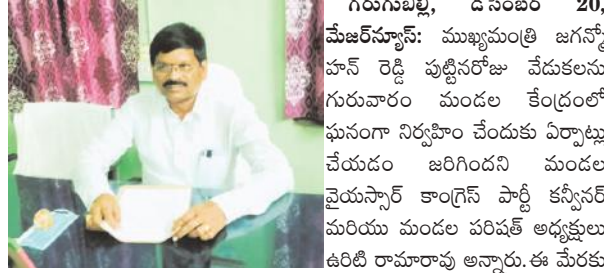 గరుగుబిల్లి, డిసెంబర్ 20,
మేజర్‌న్యూస్: ముఖ్యమంత్రి జగన్మో
హన్ రెడ్డి పుట్టినరోజు వేడుకలను
గురువారం మండల కేంద్రంలో
ఘనంగా నిర్వహిం చేందుకు ఏర్పాట్లు
చేయడం జరిగిందని మండల
వైయస్సార్ కాంగ్రెస్ పార్టీ కన్వీనర్
మరియు మండల పరిషత్ అధ్యక్షులు
ఉరిటి రామారావు అన్నారు. ఈ మేరకు